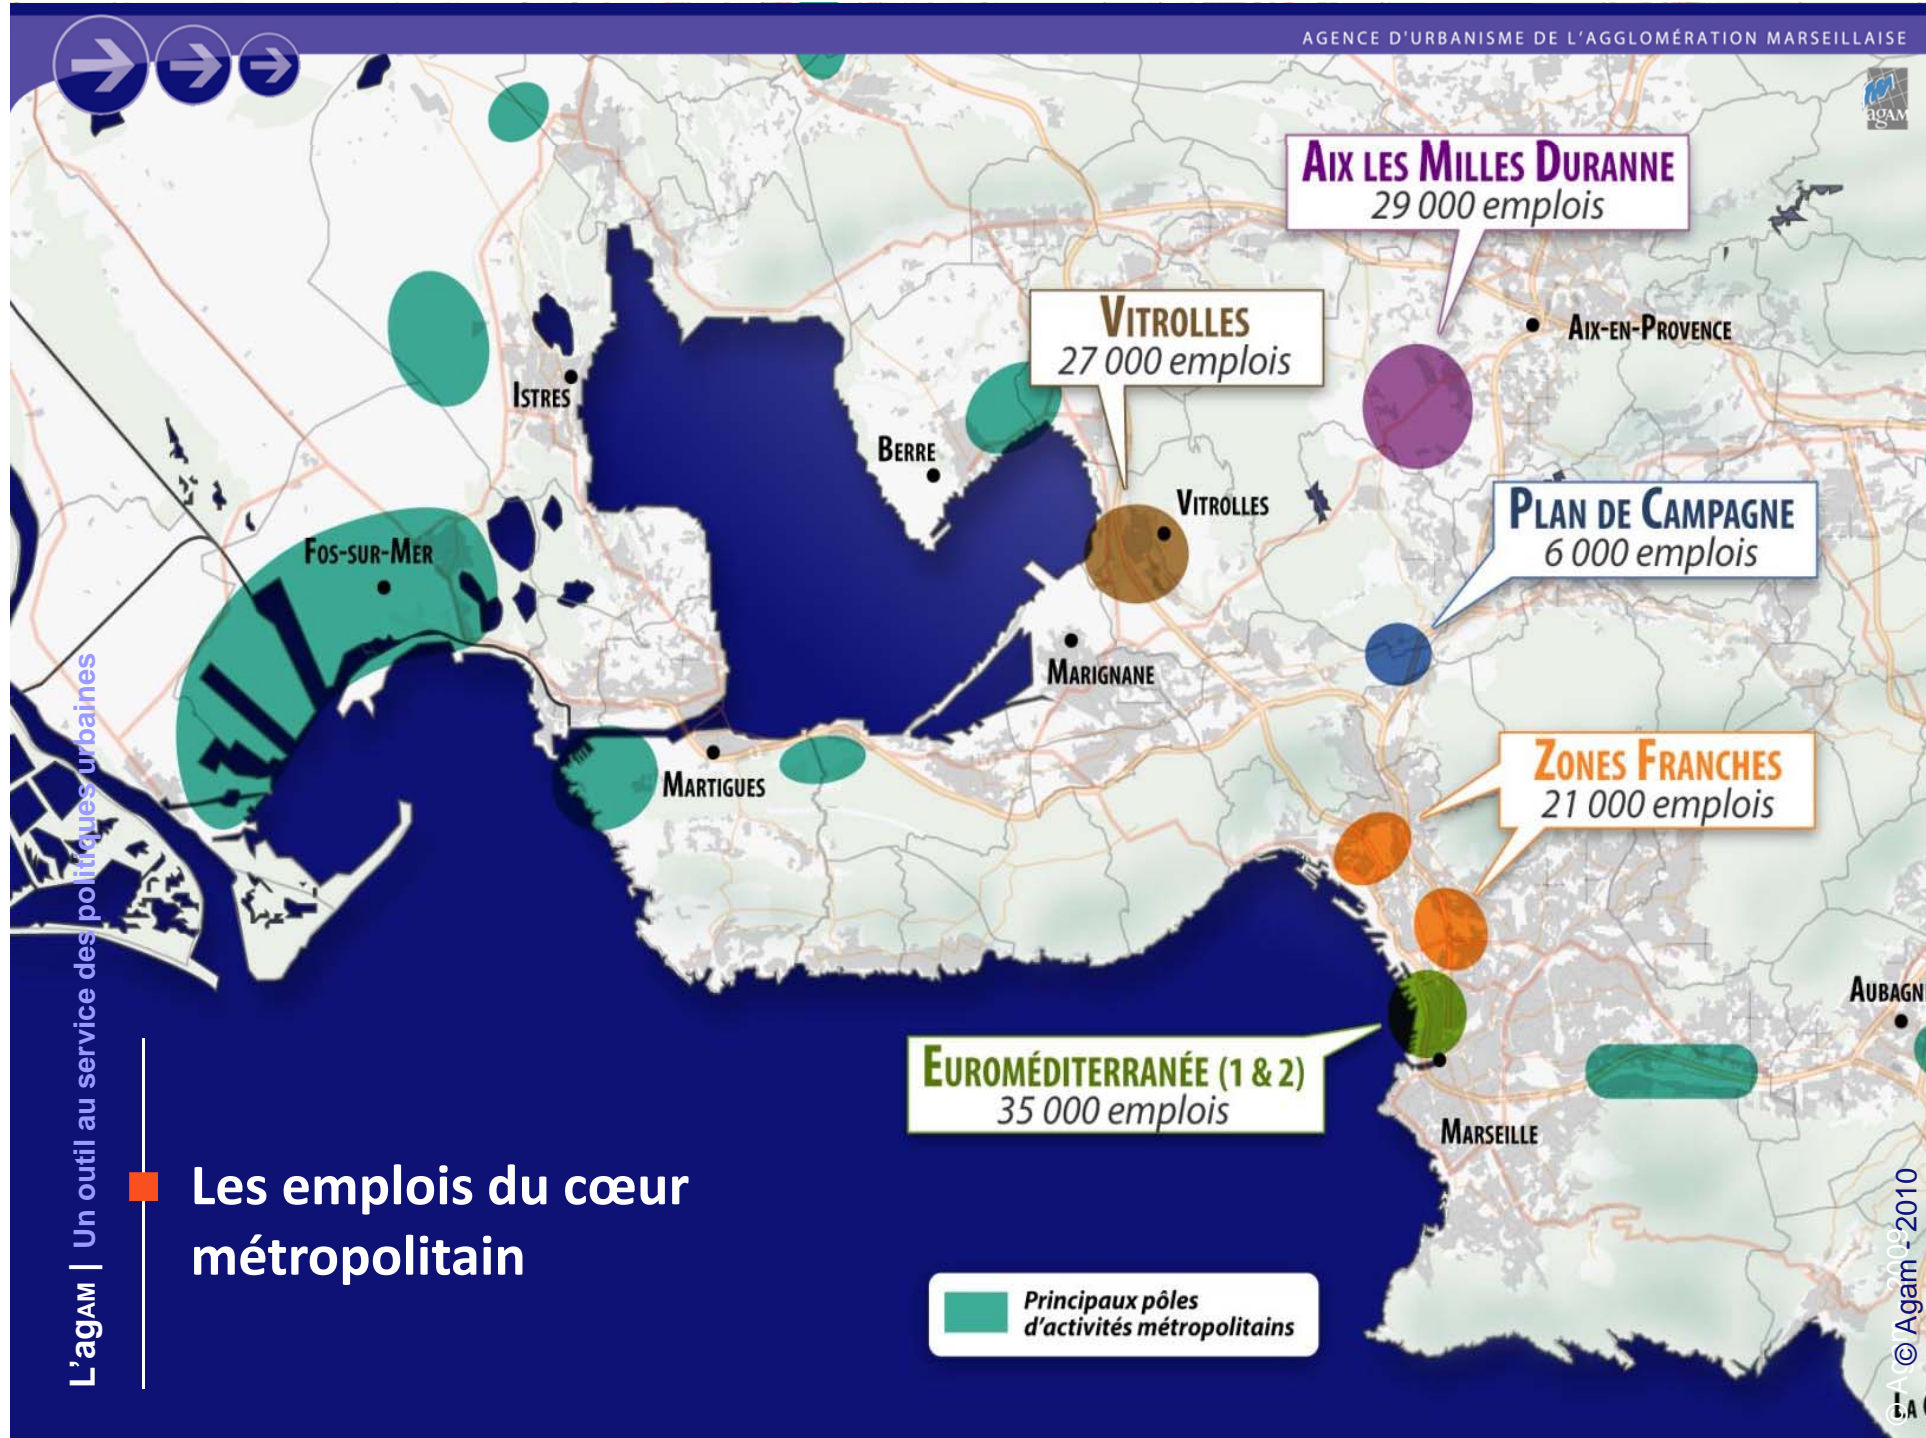 AGENCE D'URBANISME DE L'AGGLOMÉRATION MARSEILLAISE
agAM
AIX LES MILLES DURANNE
29 000 emplois
VITROLLES
27 000 emplois
AIX-EN-PROVENCE
ISTRES
BERRE
VITROLLES
PLAN DE CAMPAGNE
6 000 emplois
FOS-SUR-MER
MARIGNANE
ZONES FRANCHES
21 000 emplois
MARTIGUES
AUBAGN
EUROMÉDITERRANÉE (1 & 2)
35 000 emplois
MARSEILLE
Les emplois du cœur
métropolitain
Principaux pôles
d'activités métropolitains
L'agAM | Un outil au service des politiques urbaines
© Agam - 2010
© Agam 2009
LA